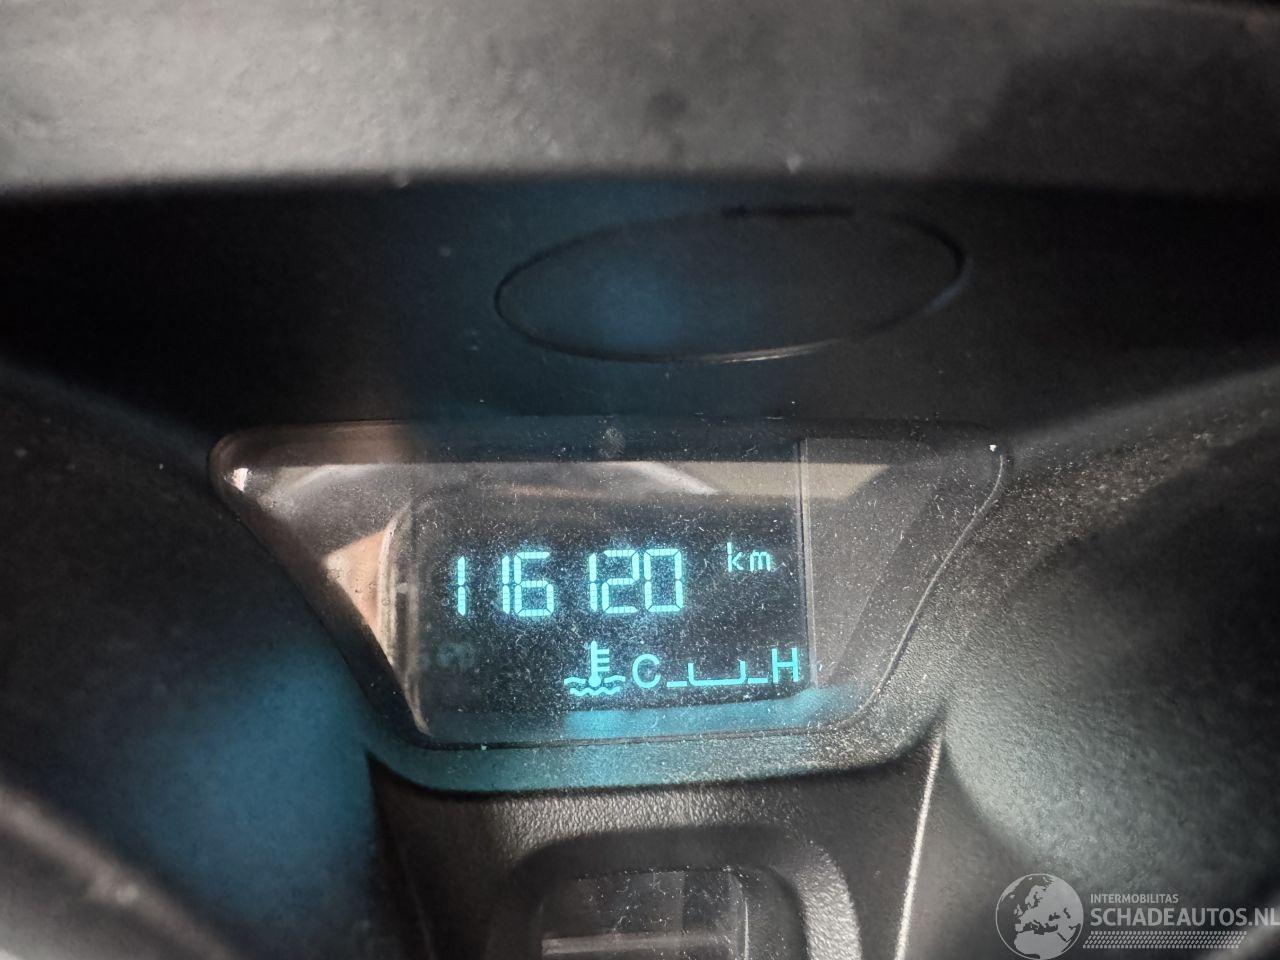 116120 km
C H
INTERMOBILITAS
SCHADEAUTOS.NL